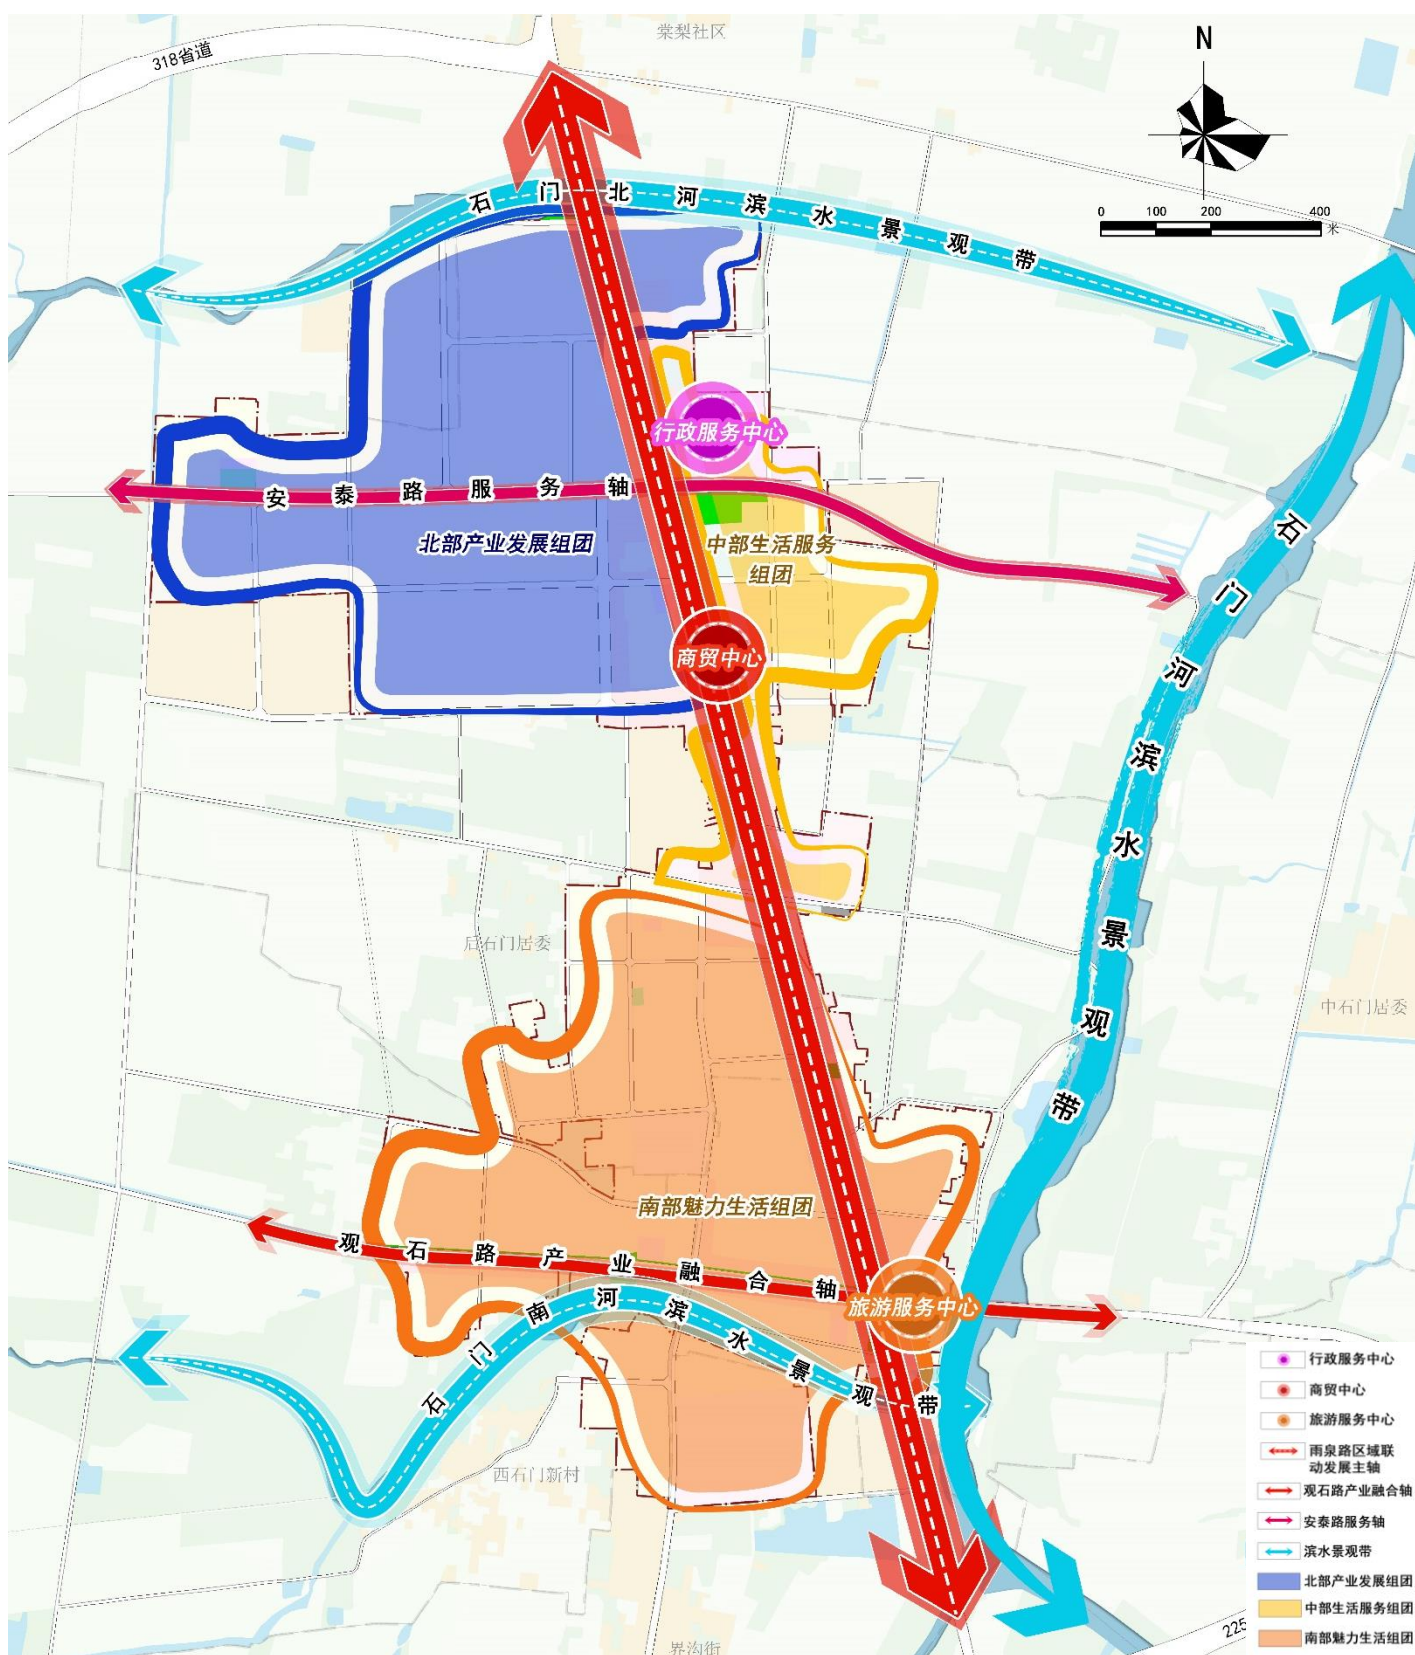 棠梨社区
318省道
N
0 100 200 400
米
石门北河滨水景观带
行政服务中心
安泰路服务轴
北部产业发展组团
中部生活服务
组团
石门河滨水景观带
商贸中心
后石门居委
中石门居委
南部魅力生活组团
观石路产业融合轴
旅游服务中心
石门南河滨水景观带
西石门新村
界沟街
225
行政服务中心
商贸中心
旅游服务中心
雨泉路区域联
动发展主轴
观石路产业融合轴
安泰路服务轴
滨水景观带
北部产业发展组团
中部生活服务组团
南部魅力生活组团